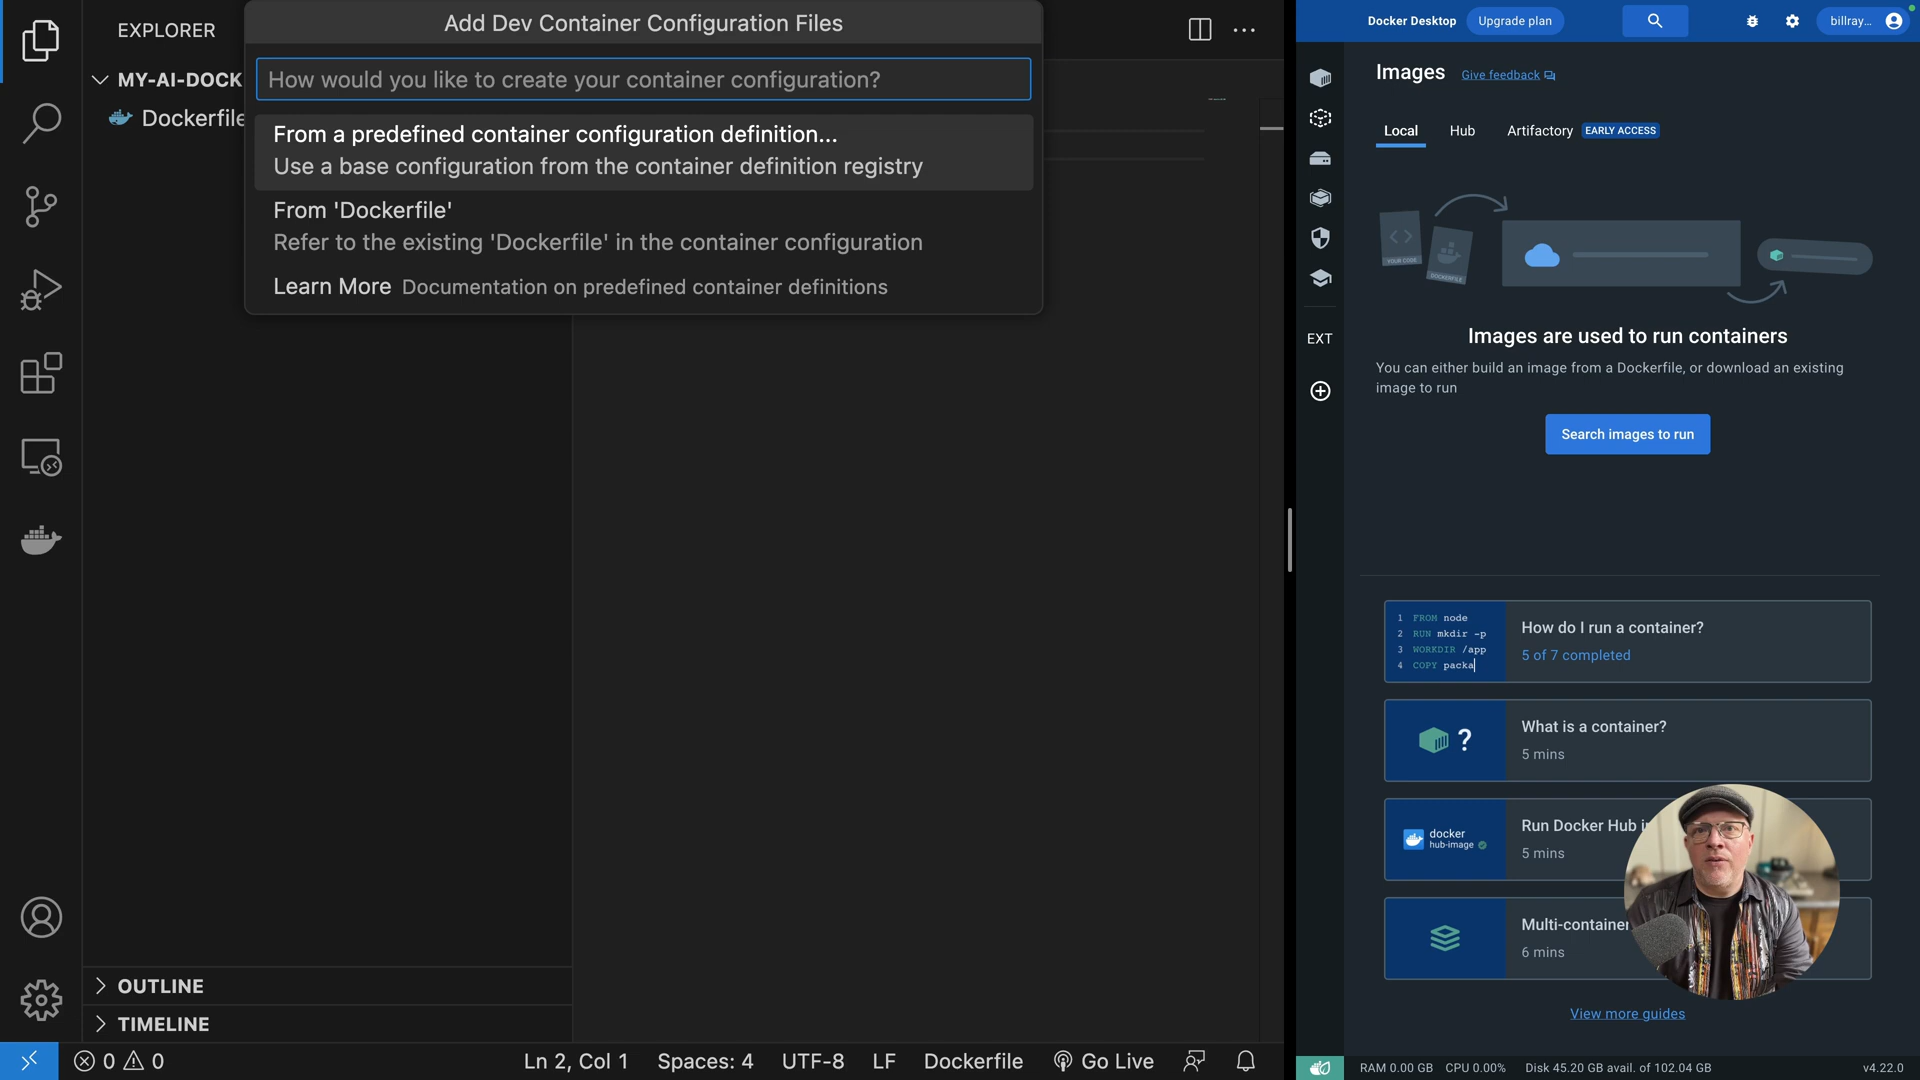 EXPLORER
MY-AI-DOCK
Dockerfile
Add Dev Container Configuration Files
How would you like to create your container configuration?
From a predefined container configuration definition...
Use a base configuration from the container definition registry
From 'Dockerfile'
Refer to the existing 'Dockerfile' in the container configuration
Learn More Documentation on predefined container definitions
OUTLINE
TIMELINE
0 0
Ln 2, Col 1 Spaces: 4 UTF-8 LF Dockerfile Go Live
Docker Desktop Upgrade plan billray...
Images Give feedback
Local Hub Artifactory EARLY ACCESS
YOUR CODE
DOCKERFILE
EXT
Images are used to run containers
You can either build an image from a Dockerfile, or download an existing
image to run
Search images to run
1 FROM node
2 RUN mkdir -p
3 WORKDIR /app
4 COPY packa
How do I run a container?
5 of 7 completed
?
What is a container?
5 mins
docker
hub-image
Run Docker Hub
5 mins
Multi-container
6 mins
View more guides
RAM 0.00 GB CPU 0.00% Disk 45.20 GB avail. of 102.04 GB v4.22.0